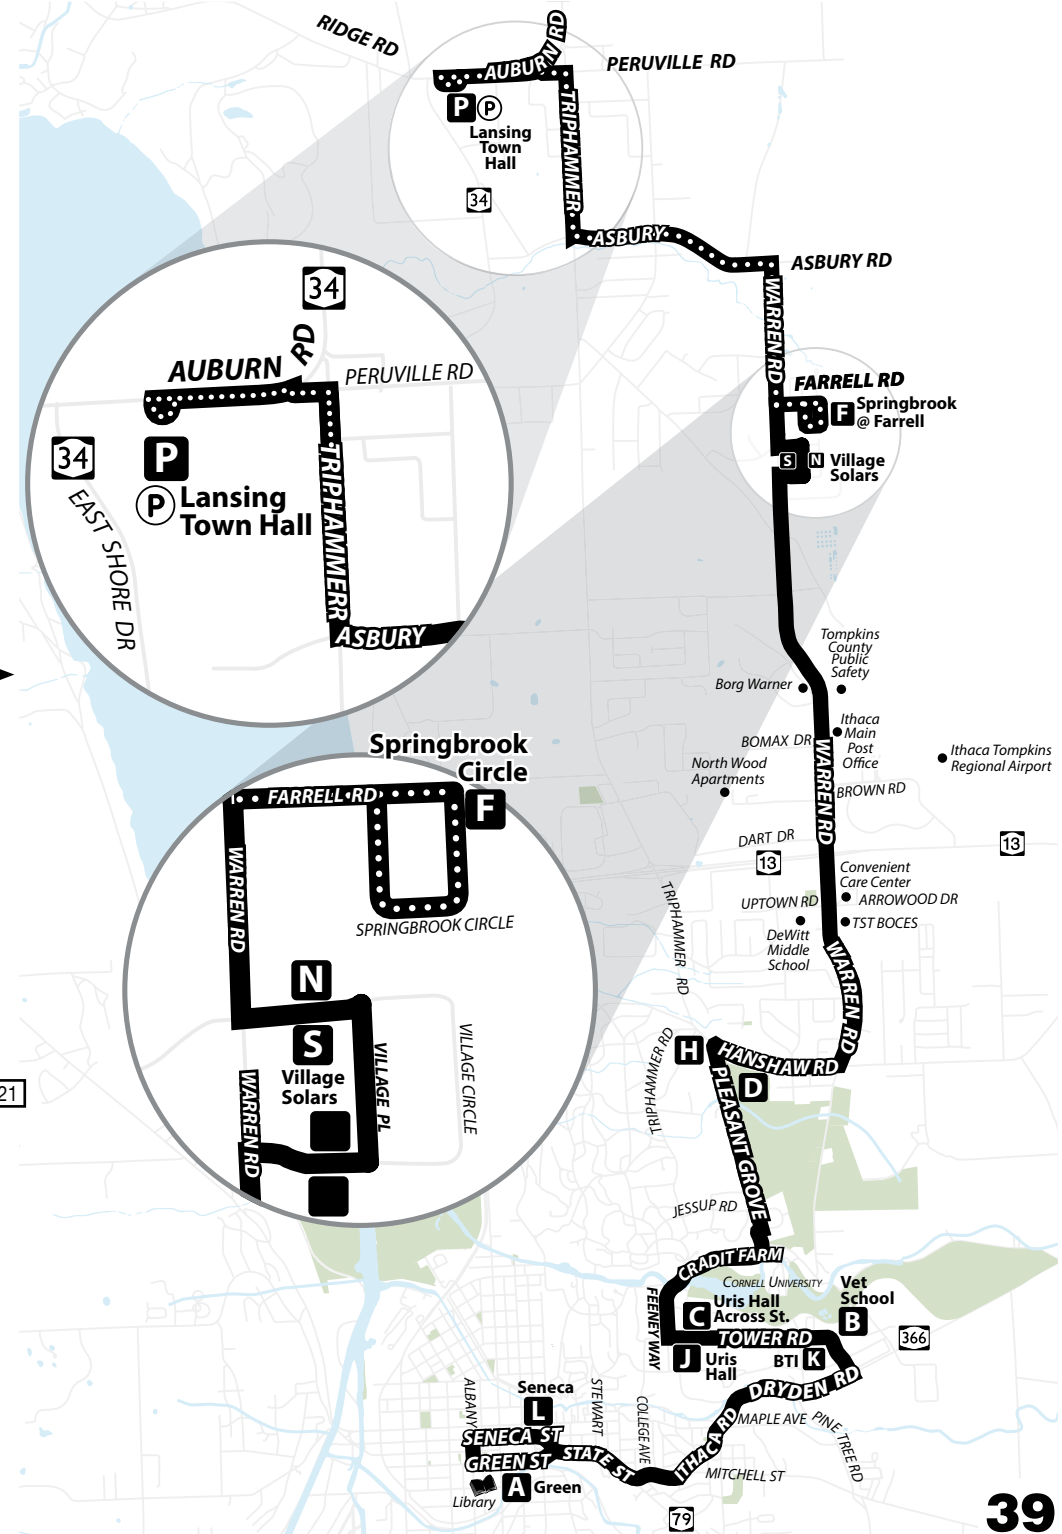 RIDGE RD
AUBURN RD
PERUVILLE RD
P
P
Lansing
Town
Hall
34
TRIPHAMMER
ASBURY
ASBURY RD
WARREN RD
FARRELL RD
F
Springbrook
@ Farrell
S
N
Village
Solars
34
AUBURN RD
PERUVILLE RD
34
P
P
Lansing
Town Hall
EAST SHORE DR
TRIPHAMMERR
ASBURY
Tompkins
County
Public
Safety
Borg Warner
Ithaca
Main
Post
Office
BOMAX DR
WARREN RD
North Wood
Apartments
Ithaca Tompkins
Regional Airport
BROWN RD
DART DR
13
13
Convenient
Care Center
UPTOWN RD
ARROWOOD DR
TST BOCES
DeWitt
Middle
School
TRIPHAMMER RD
WARREN RD
Springbrook
Circle
F
FARRELL RD
WARREN RD
SPRINGBROOK CIRCLE
N
S
Village
Solars
VILLAGE PL
VILLAGE CIRCLE
WARREN RD
21
TRIPHAMMER RD
H
HANSHAW RD
D
PLEASANT GROVE
JESSUP RD
CRADIT FARM
CORNELL UNIVERSITY
FEENEY WAY
C
Uris Hall
Across St.
Vet
School
B
TOWER RD
366
J
Uris
Hall
BTI
K
DRYDEN RD
ALBANY
Seneca
L
STEWART
COLLEGE AVE
SENECA ST
GREEN ST
STATE ST
ITHACA RD
MAPLE AVE
PINE TREE RD
MITCHELL ST
Library
A
Green
79
39